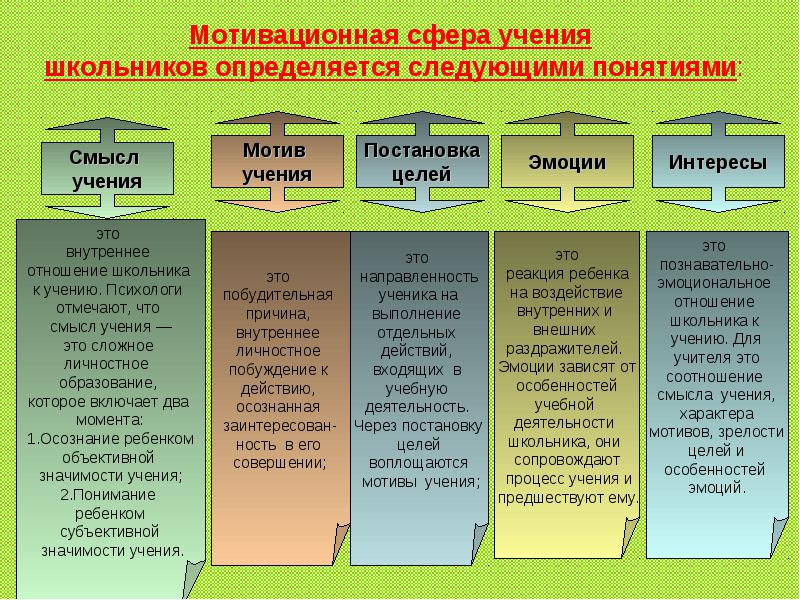 Мотивационная сфера учения
школьников определяется следующими понятиями:
Смысл
учения
Мотив
учения
Постановка
целей
Эмоции
Интересы
это
внутреннее
отношение школьника
к учению. Психологи
отмечают, что
смысл учения —
это сложное
личностное
образование,
которое включает два
момента:
1.Осознание ребенком
объективной
значимости учения;
2.Понимание
ребенком
субъективной
значимости учения.
это
побудительная
причина,
внутреннее
личностное
побуждение к
действию,
осознанная
заинтересован-
ность в его
совершении;
это
направленность
ученика на
выполнение
отдельных
действий,
входящих в
учебную
деятельность.
Через постановку
целей
воплощаются
мотивы учения;
это
реакция ребенка
на воздействие
внутренних и
внешних
раздражителей.
Эмоции зависят от
особенностей
учебной
деятельности
школьника, они
сопровождают
процесс учения и
предшествуют ему.
это
познавательно-
эмоциональное
отношение
школьника к
учению. Для
учителя это
соотношение
смысла учения,
характера
мотивов, зрелости
целей и
особенностей
эмоций.